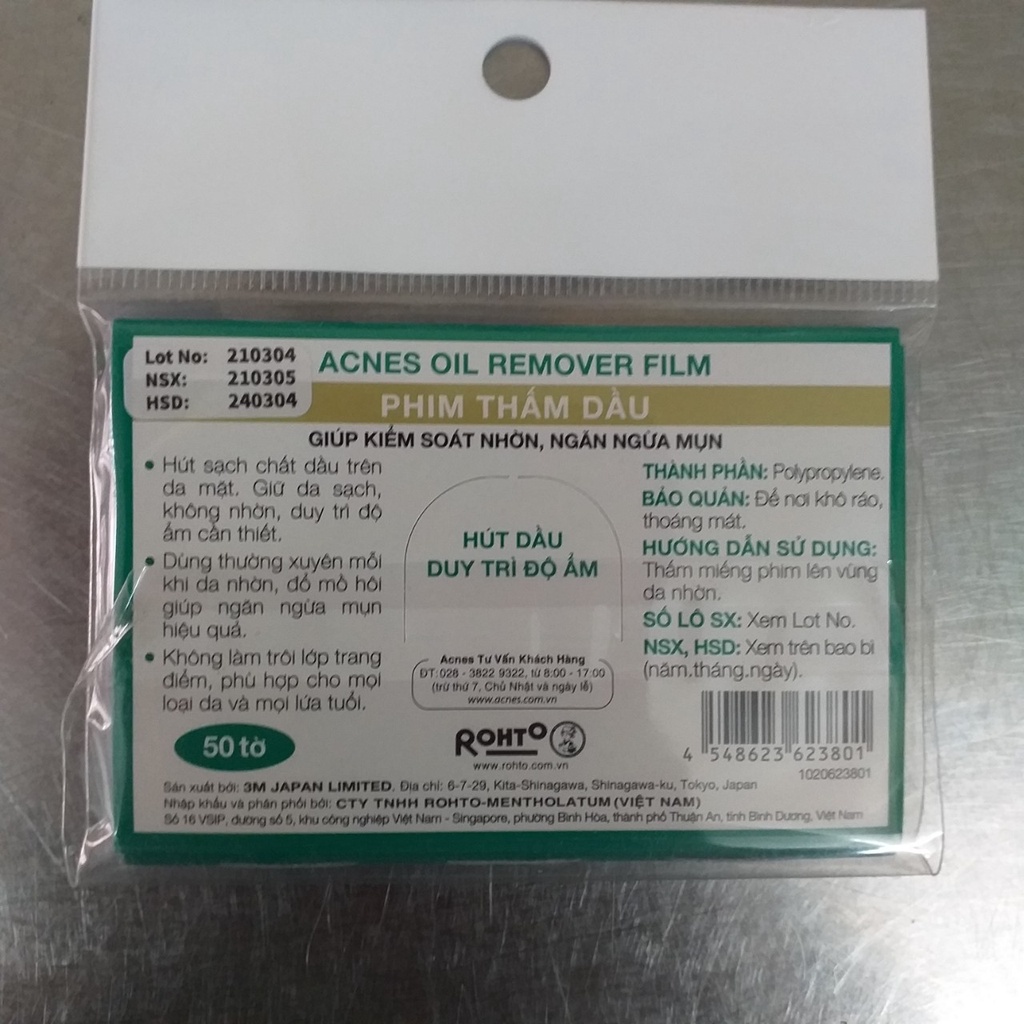 Lot No: 210304
NSX: 210305
HSD: 240304
ACNES OIL REMOVER FILM
PHIM THẤM DẦU
GIÚP KIỂM SOÁT NHỜN, NGĂN NGỪA MỤN
• Hút sạch chất dầu trên
da mặt. Giữ da sạch,
không nhờn, duy trì độ
ẩm cần thiết.
• Dùng thường xuyên mỗi
khi da nhờn, đổ mồ hôi
giúp ngăn ngừa mụn
hiệu quả.
• Không làm trôi lớp trang
điểm, phù hợp cho mọi
loại da và mọi lứa tuổi.
50 tờ
HÚT DẦU
DUY TRÌ ĐỘ ẨM
Acnes Tư Vấn Khách Hàng
ĐT: 028 - 3822 9322, từ 8:00 - 17:00
(trừ thứ 7, Chủ Nhật và ngày lễ)
www.acnes.com.vn
ROHTO
www.rohto.com.vn
THÀNH PHẦN: Polypropylene.
BẢO QUẢN: Để nơi khô ráo,
thoáng mát.
HƯỚNG DẪN SỬ DỤNG:
Thấm miếng phim lên vùng
da nhờn.
SỐ LÔ SX: Xem Lot No.
NSX, HSD: Xem trên bao bì
(năm.tháng.ngày).
4 548623 623801
1020623801
Sản xuất bởi: 3M JAPAN LIMITED. Địa chỉ: 6-7-29, Kita-Shinagawa, Shinagawa-ku, Tokyo, Japan
Nhập khẩu và phân phối bởi: CTY TNHH ROHTO-MENTHOLATUM (VIỆT NAM)
Số 16 VSIP, đường số 5, khu công nghiệp Việt Nam - Singapore, phường Bình Hòa, thành phố Thuận An, tỉnh Bình Dương, Việt Nam